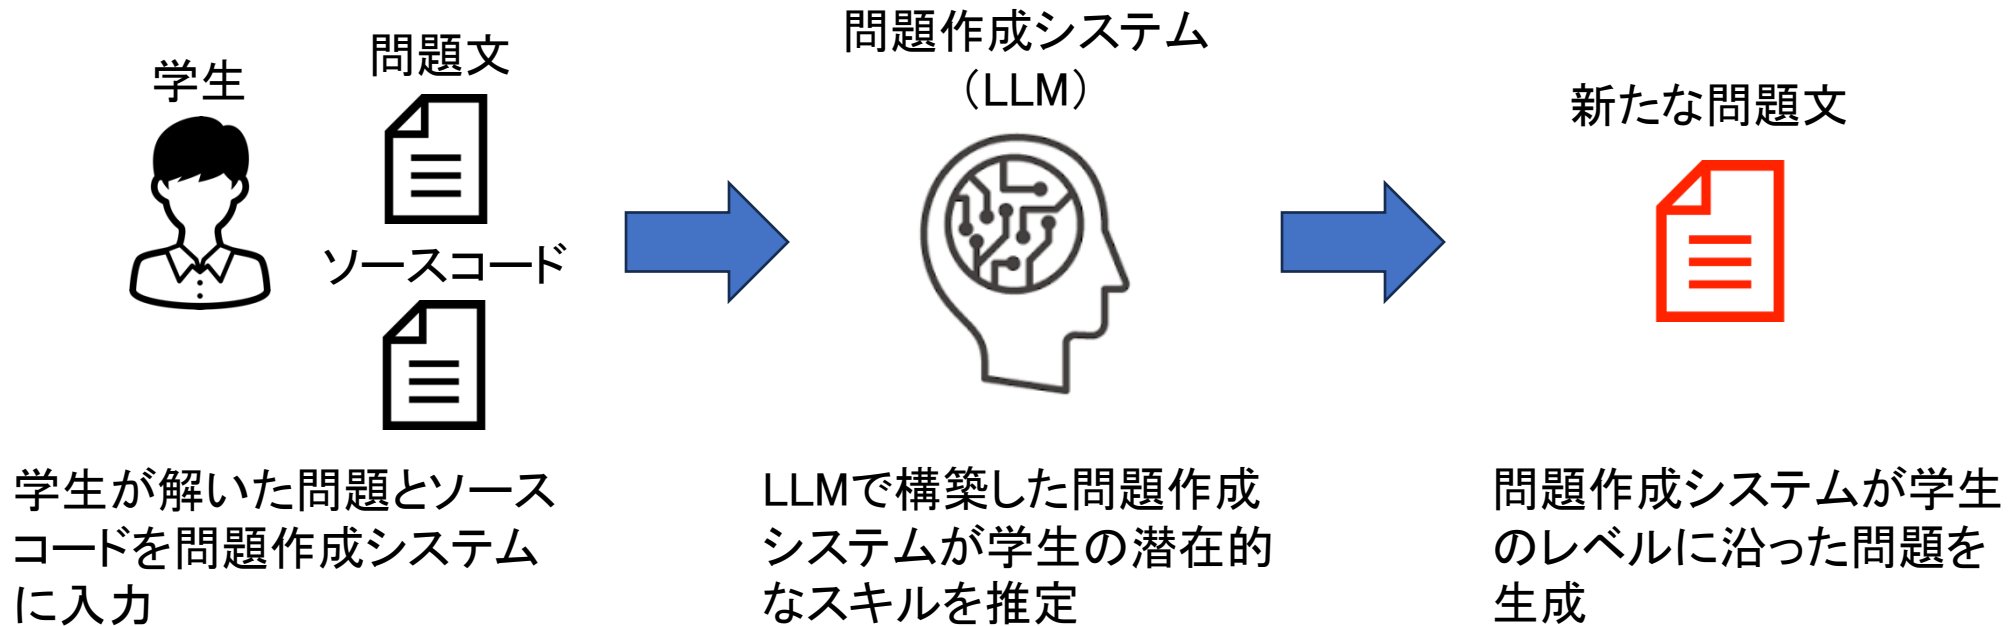 学生
問題文
ソースコード
学生が解いた問題とソース
コードを問題作成システム
に入力
問題作成システム
（LLM）
LLMで構築した問題作成
システムが学生の潜在的
なスキルを推定
新たな問題文
問題作成システムが学生
のレベルに沿った問題を
生成